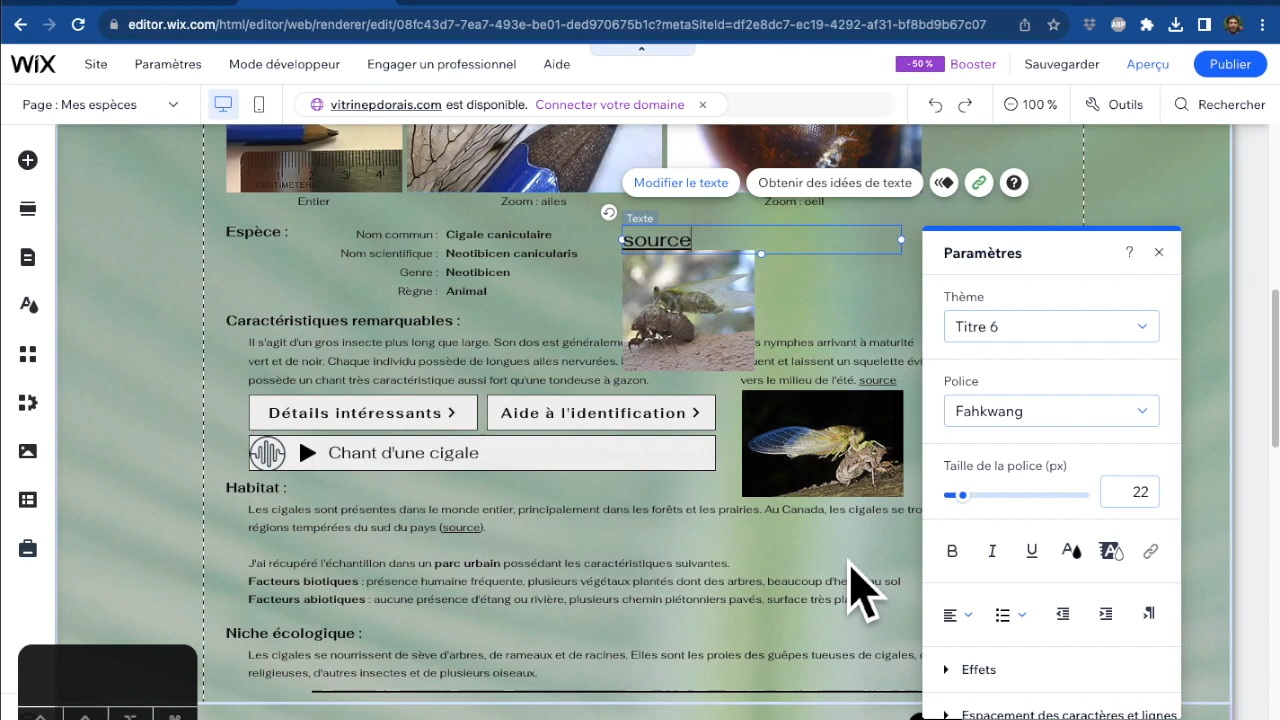 editor.wix.com/html/editor/web/renderer/edit/08fc43d7-7ea7-493e-be01-ded970675b1c?metaSiteId=df2e8dc7-ec19-4292-af31-bf8bd9b67c07
ABP
WiX
Site
Paramètres
Mode développeur
Engager un professionnel
Aide
- 50 %
Booster
Sauvegarder
Aperçu
Publier
Page : Mes espèces
vitrinepdorais.com est disponible. Connecter votre domaine
100 %
Outils
Rechercher
CENTIMETER 1 2 3 4
Entier
Zoom : ailes
Zoom : oeil
Modifier le texte
Obtenir des idées de texte
Texte
source
Espèce :
Nom commun : Cigale caniculaire
Nom scientifique : Neotibicen canicularis
Genre : Neotibicen
Règne : Animal
Caractéristiques remarquables :
Il s'agit d'un gros insecte plus long que large. Son dos est généralem
vert et de noir. Chaque individu possède de longues ailes nervurées.
possède un chant très caractéristique aussi fort qu'une tondeuse à gazon.
s nymphes arrivant à maturité
uent et laissent un squelette évi
vers le milieu de l'été. source
Détails intéressants
Aide à l'identification
Chant d'une cigale
Habitat :
Les cigales sont présentes dans le monde entier, principalement dans les forêts et les prairies. Au Canada, les cigales se tro
régions tempérées du sud du pays (source).
J'ai récupéré l'échantillon dans un parc urbain possédant les caractéristiques suivantes.
Facteurs biotiques : présence humaine fréquente, plusieurs végétaux plantés dont des arbres, beaucoup d'he au sol
Facteurs abiotiques : aucune présence d'étang ou rivière, plusieurs chemin piétonniers pavés, surface très pla
Niche écologique :
Les cigales se nourrissent de sève d'arbres, de rameaux et de racines. Elles sont les proies des guêpes tueuses de cigales,
religieuses, d'autres insectes et de plusieurs oiseaux.
Paramètres
?
Thème
Titre 6
Police
Fahkwang
Taille de la police (px)
22
B I U A A
Effets
Espacement des caractères et lignes